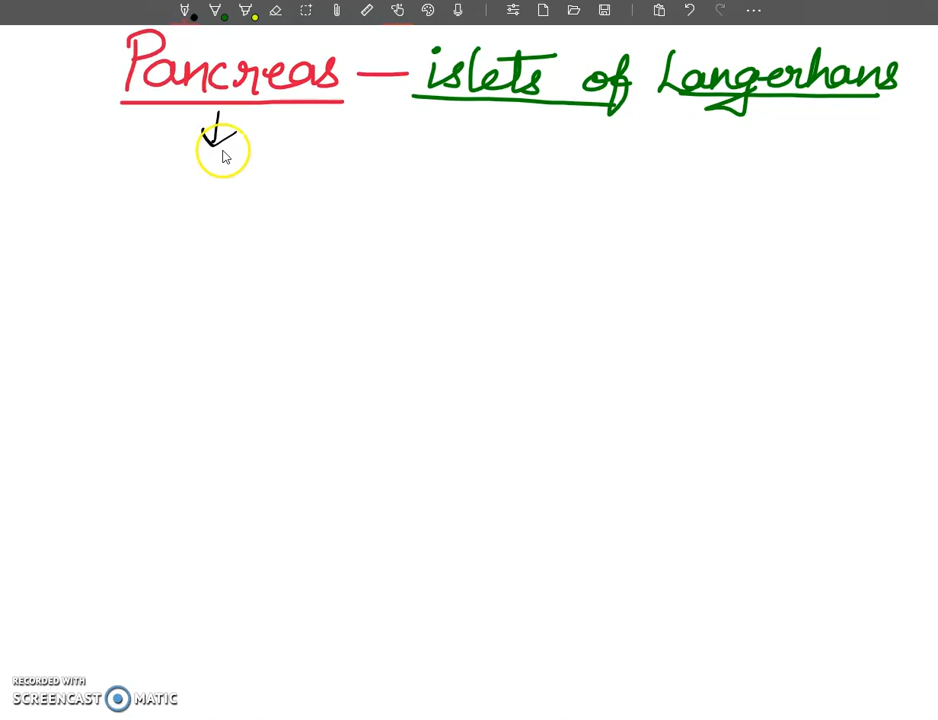 Pancreas — islets of Langerhans
RECORDED WITH
SCREENCAST MATIC